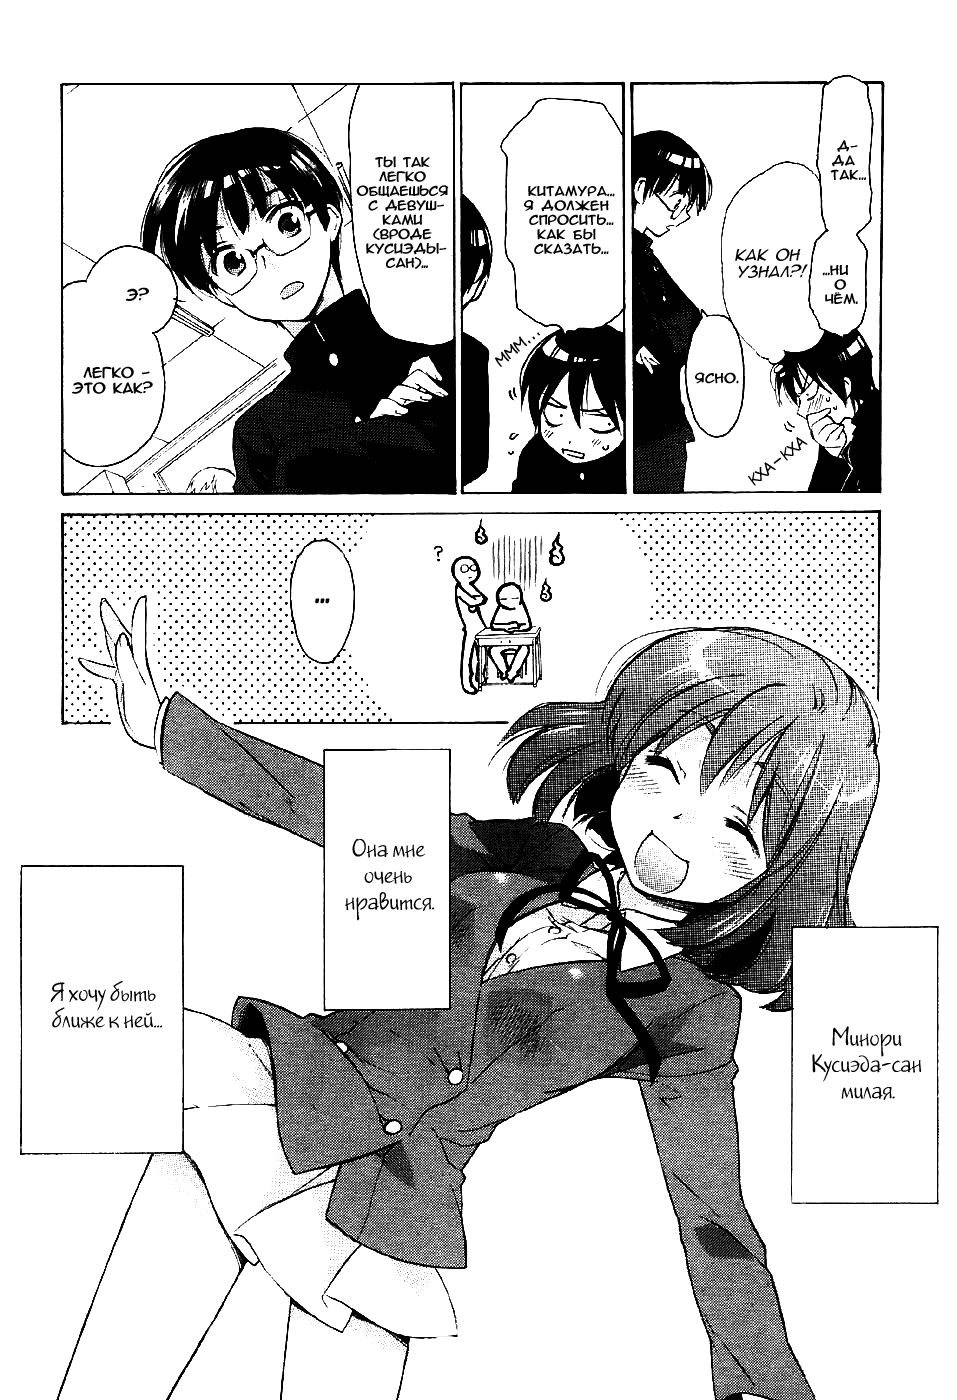 Д-
ДА
ТАК...
...НИ
О
ЧЁМ.
КАК ОН
УЗНАЛ?!
ЯСНО.
КХА-КХА
КИТАМУРА...
Я ДОЛЖЕН
СПРОСИТЬ...
КАК БЫ
СКАЗАТЬ...
МММ....
ТЫ ТАК
ЛЕГКО
ОБЩАЕШЬСЯ
С ДЕВУШ-
КАМИ
(ВРОДЕ
КУСИЭДЫ-
САН)...
Э?
ЛЕГКО -
ЭТО КАК?
?
...
Минори
Кусиэда-сан
милая.
Она мне
очень
нравится.
Я хочу быть
ближе к ней...